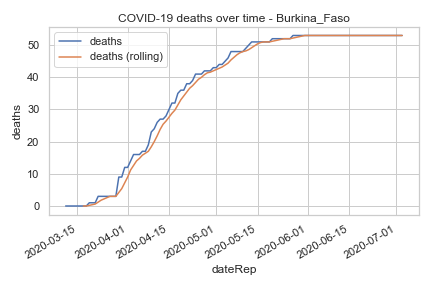 COVID-19 deaths over time - Burkina_Faso
deaths
deaths (rolling)
50
40
30
20
10
0
deaths
2020-03-15
2020-04-01
2020-04-15
2020-05-01
2020-05-15
2020-06-01
2020-06-15
2020-07-01
dateRep